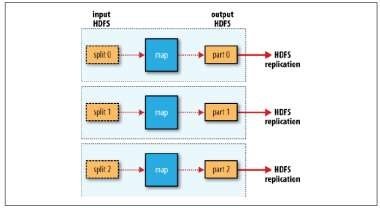 input
HDFS
output
HDFS
split 0
map
part 0
HDFS
replication
split 1
map
part 1
HDFS
replication
split 2
map
part 2
HDFS
replication